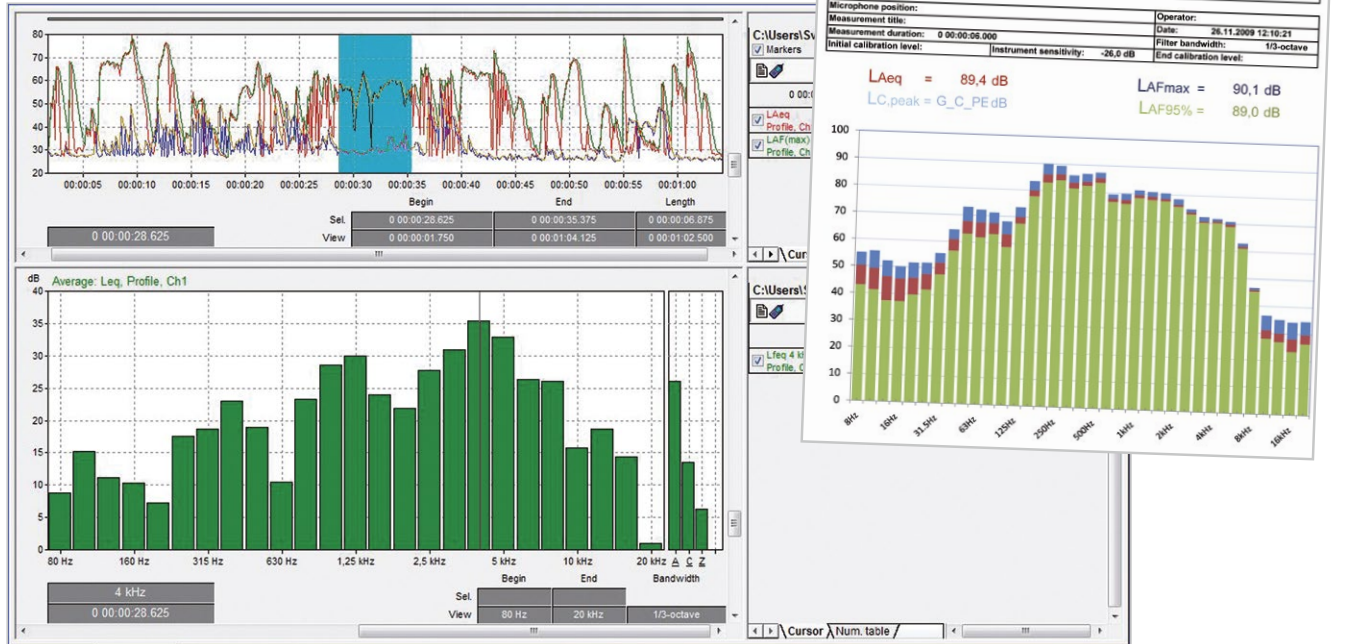 80
70
60
50
40
30
20
00:00:05 00:00:10 00:00:15 00:00:20 00:00:25 00:00:30 00:00:35 00:00:40 00:00:45 00:00:50 00:00:55 00:01:00
Begin End Length
Sel. 0 00:00:28.625 0 00:00:35.375 0 00:00:06.875
0 00:00:28.625 View 0 00:00:01.750 0 00:01:04.125 0 00:01:02.500
C:\Users\Sv
Markers
0 00:0
LAeq
Profile, Ch
LAF(max)
Profile, Ch
Cur
dB Average: Leq, Profile, Ch1
40
35
30
25
20
15
10
5
0
80 Hz 160 Hz 315 Hz 630 Hz 1,25 kHz 2,5 kHz 5 kHz 10 kHz 20 kHz A C Z
Begin End Bandwidth
4 kHz Sel.
0 00:00:28.625 View 80 Hz 20 kHz 1/3-octave
C:\Users\
Lfeq 4 k
Profile, C
Cursor Num. table
Microphone position:
Measurement title: Operator:
Measurement duration: 0 00:00:06.000 Date: 26.11.2009 12:10:21
Initial calibration level: Instrument sensitivity: -26,0 dB Filter bandwidth: 1/3-octave
End calibration level:
LAeq = 89,4 dB LAFmax = 90,1 dB
LC,peak = G_C_PE dB LAF95% = 89,0 dB
100
90
80
70
60
50
40
30
20
10
0
8Hz 16Hz 31.5Hz 63Hz 125Hz 250Hz 500Hz 1kHz 2kHz 4kHz 8kHz 16kHz